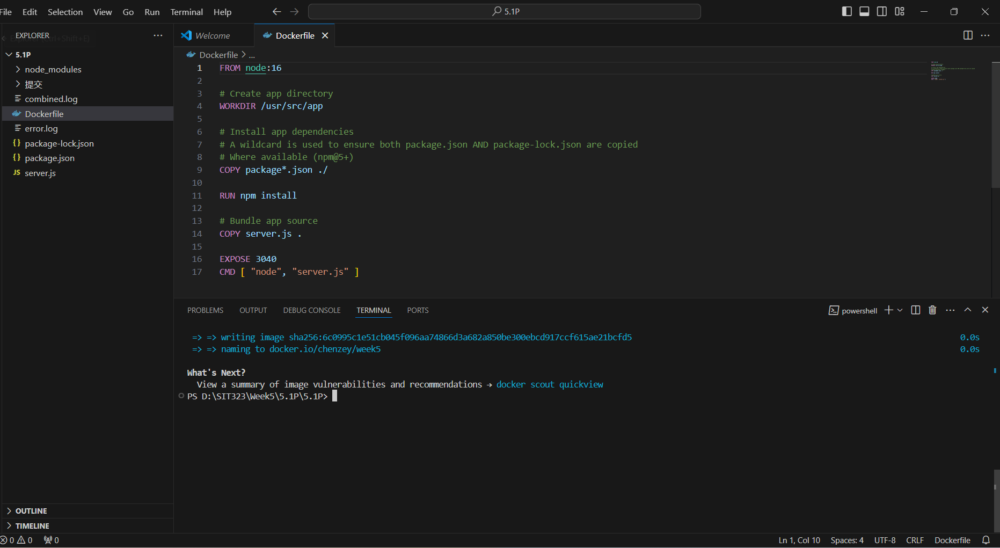 File Edit Selection View Go Run Terminal Help
5.1P
EXPLORER
5.1P
node_modules
提交
combined.log
Dockerfile
error.log
package-lock.json
package.json
JS server.js
OUTLINE
TIMELINE
Welcome
Dockerfile
Dockerfile > ...
1 FROM node:16
2
3 # Create app directory
4 WORKDIR /usr/src/app
5
6 # Install app dependencies
7 # A wildcard is used to ensure both package.json AND package-lock.json are copied
8 # Where available (npm@5+)
9 COPY package*.json ./
10
11 RUN npm install
12
13 # Bundle app source
14 COPY server.js .
15
16 EXPOSE 3040
17 CMD [ "node", "server.js" ]
PROBLEMS OUTPUT DEBUG CONSOLE TERMINAL PORTS
powershell
=> => writing image sha256:6c0995c1e51cb045f096aa74866d3a682a850be300ebcd917ccf615ae21bcfd5 0.0s
=> => naming to docker.io/chenzey/week5 0.0s
What's Next?
View a summary of image vulnerabilities and recommendations → docker scout quickview
PS D:\SIT323\Week5\5.1P\5.1P>
0 0 0
Ln 1, Col 10 Spaces: 4 UTF-8 CRLF Dockerfile